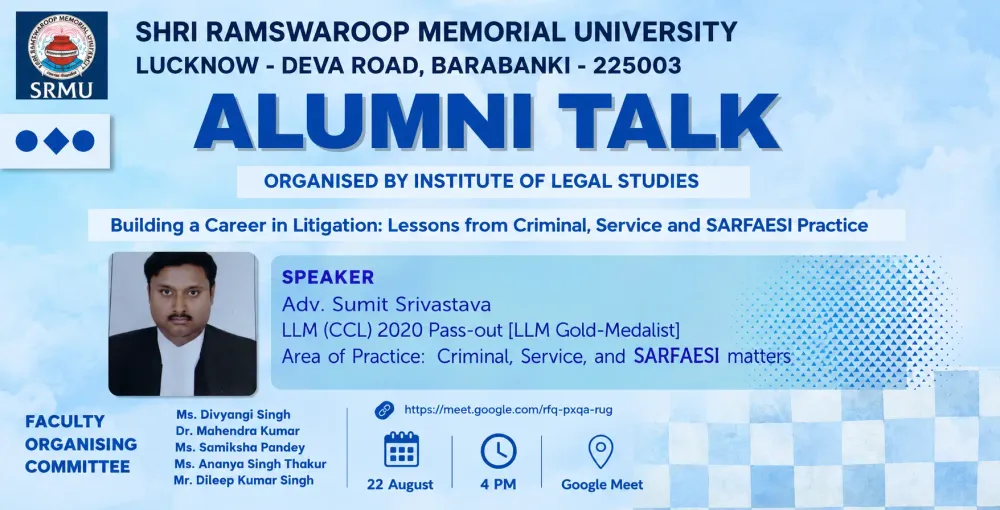 SHRI RAMSWAROOP MEMORIAL UNIVERSITY
LUCKNOW - DEVA ROAD, BARABANKI - 225003
SRMU
ALUMNI TALK
ORGANISED BY INSTITUTE OF LEGAL STUDIES
Building a Career in Litigation: Lessons from Criminal, Service and SARFAESI Practice
SPEAKER
Adv. Sumit Srivastava
LLM (CCL) 2020 Pass-out [LLM Gold-Medalist]
Area of Practice: Criminal, Service, and SARFAESI matters
FACULTY
ORGANISING
COMMITTEE
Ms. Divyangi Singh
Dr. Mahendra Kumar
Ms. Samiksha Pandey
Ms. Ananya Singh Thakur
Mr. Dileep Kumar Singh
https://meet.google.com/rfq-pxqa-rug
22 August
4 PM
Google Meet